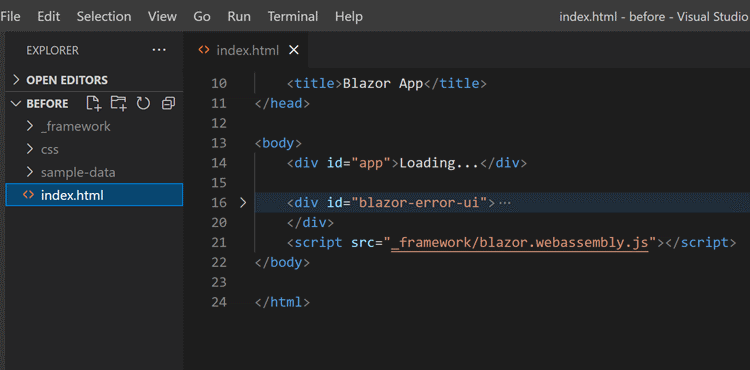 File Edit Selection View Go Run Terminal Help index.html - before - Visual Studio
EXPLORER ...
OPEN EDITORS
BEFORE
_framework
css
sample-data
<> index.html
<> index.html ×
10 <title>Blazor App</title>
11 </head>
12
13 <body>
14 <div id="app">Loading...</div>
15
16 <div id="blazor-error-ui">...
20 </div>
21 <script src="_framework/blazor.webassembly.js"></script>
22 </body>
23
24 </html>